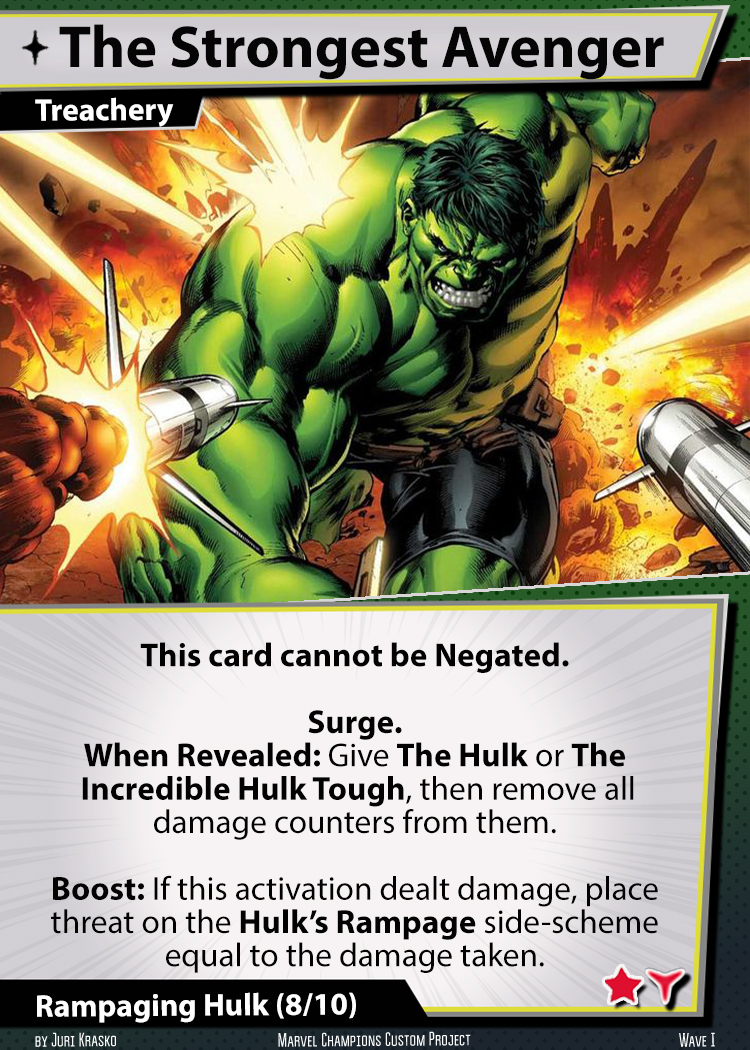 The Strongest Avenger
Treachery
This card cannot be Negated.
Surge.
When Revealed: Give The Hulk or The
Incredible Hulk Tough, then remove all
damage counters from them.
Boost: If this activation dealt damage, place
threat on the Hulk's Rampage side-scheme
equal to the damage taken.
Rampaging Hulk (8/10)
by Juri Krasko
Marvel Champions Custom Project
Wave I